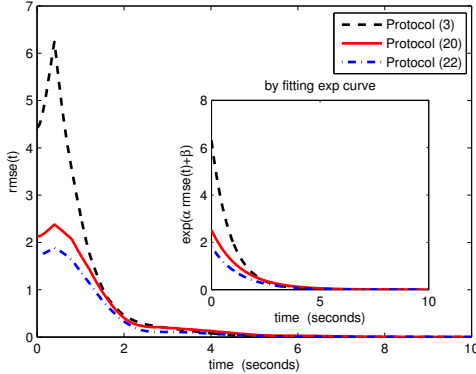 7
6
5
4
3
2
1
0
0
2
4
6
8
10
time (seconds)
rmse(t)
Protocol (3)
Protocol (20)
Protocol (22)
by fitting exp curve
8
6
4
2
0
0
5
10
time (seconds)
exp(α rmse(t)+β)